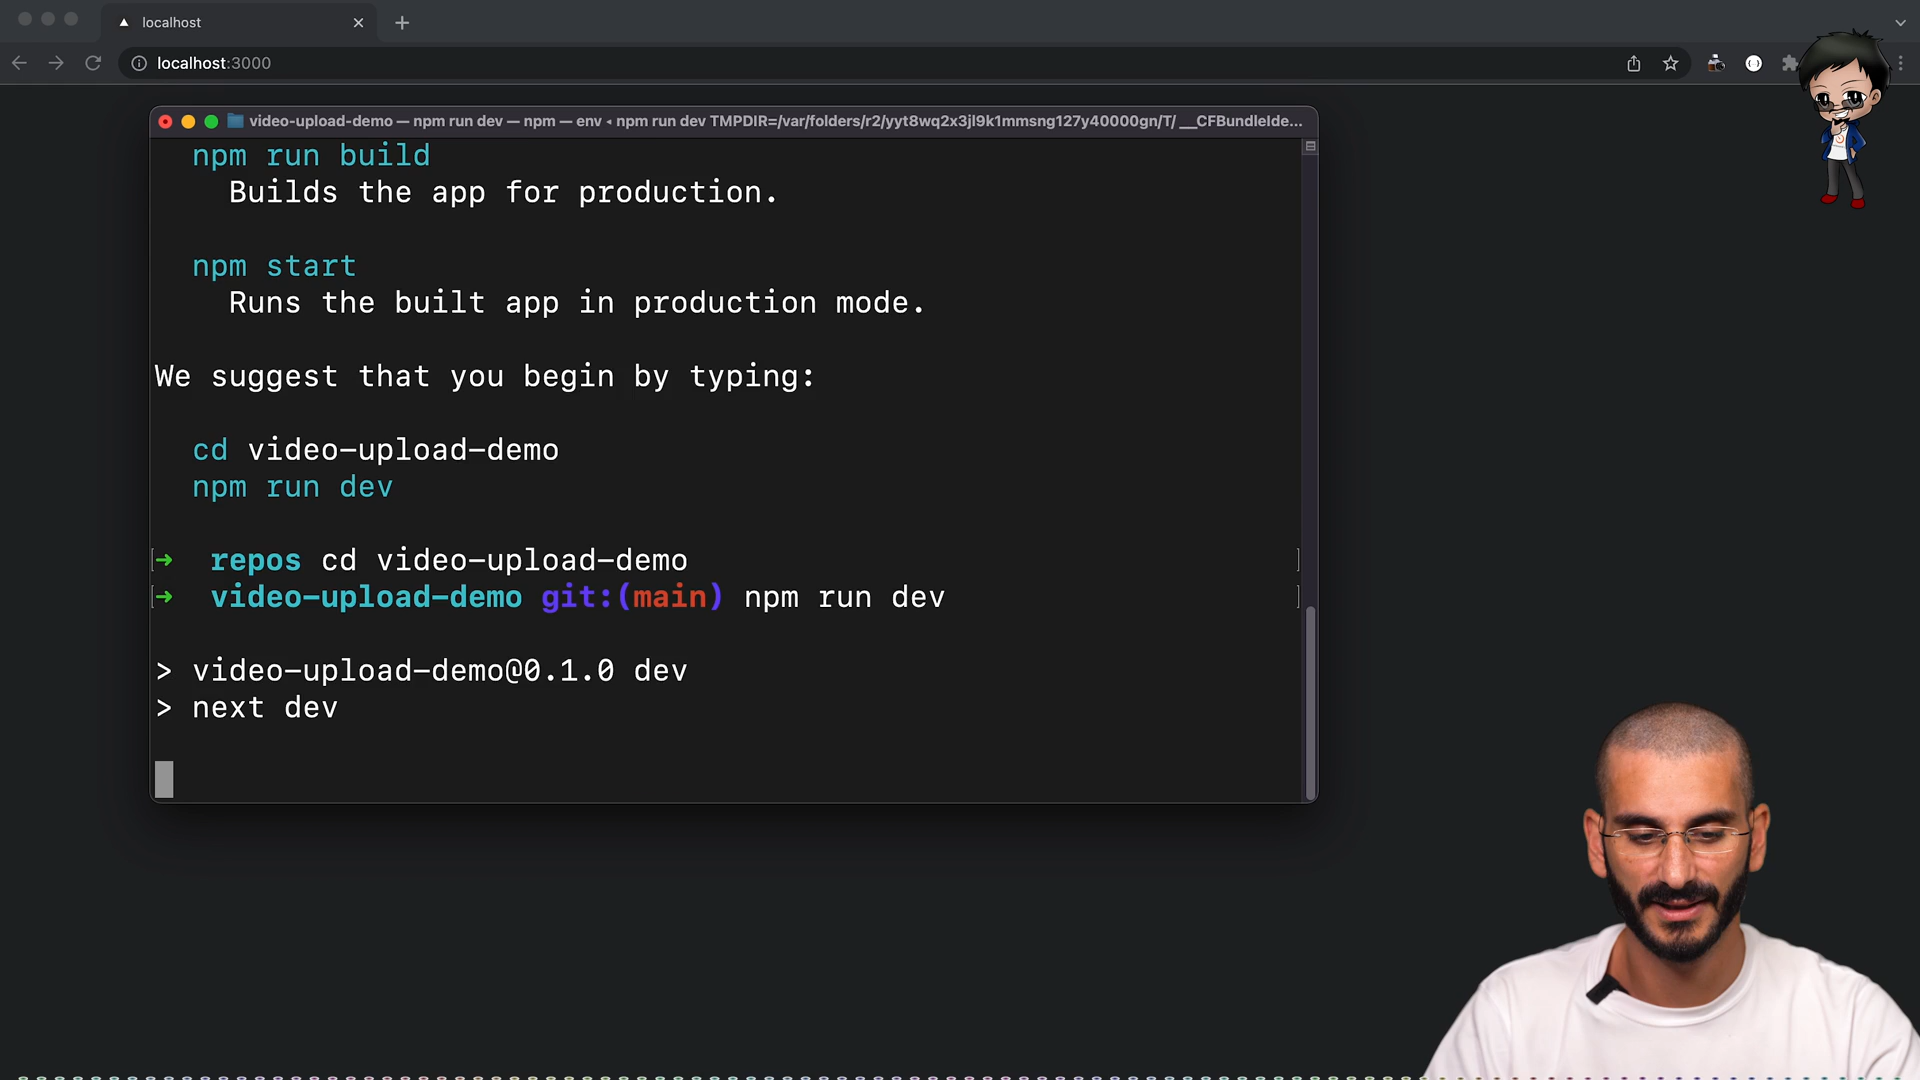 localhost
localhost:3000
video-upload-demo — npm run dev — npm — env ◂ npm run dev TMPDIR=/var/folders/r2/yyt8wq2x3jl9k1mmsng127y40000gn/T/ __CFBundleIde...
npm run build
Builds the app for production.
npm start
Runs the built app in production mode.
We suggest that you begin by typing:
cd video-upload-demo
npm run dev
➜ repos cd video-upload-demo
➜ video-upload-demo git:(main) npm run dev
> video-upload-demo@0.1.0 dev
> next dev